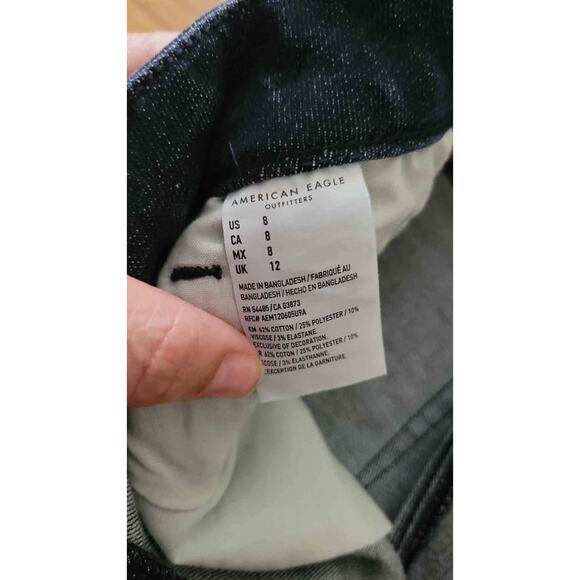 AMERICAN EAGLE
OUTFITTERS
US 8
CA 8
MX 8
UK 12
MADE IN BANGLADESH / FABRIQUÉ AU
BANGLADESH / HECHO EN BANGLADESH
RN 54485 / CA 03873
RFC# AEM120605U9A
EN 62% COTTON / 25% POLYESTER / 10%
VISCOSE / 3% ELASTANE.
EXCLUSIVE OF DECORATION.
62% COTON / 25% POLYESTER / 10%
VISCOSE / 3% ÉLASTHANNE.
L'EXCEPTION DE LA GARNITURE.